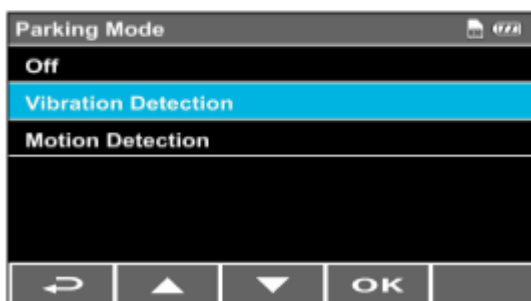 Parking Mode
Off
Vibration Detection
Motion Detection
OK